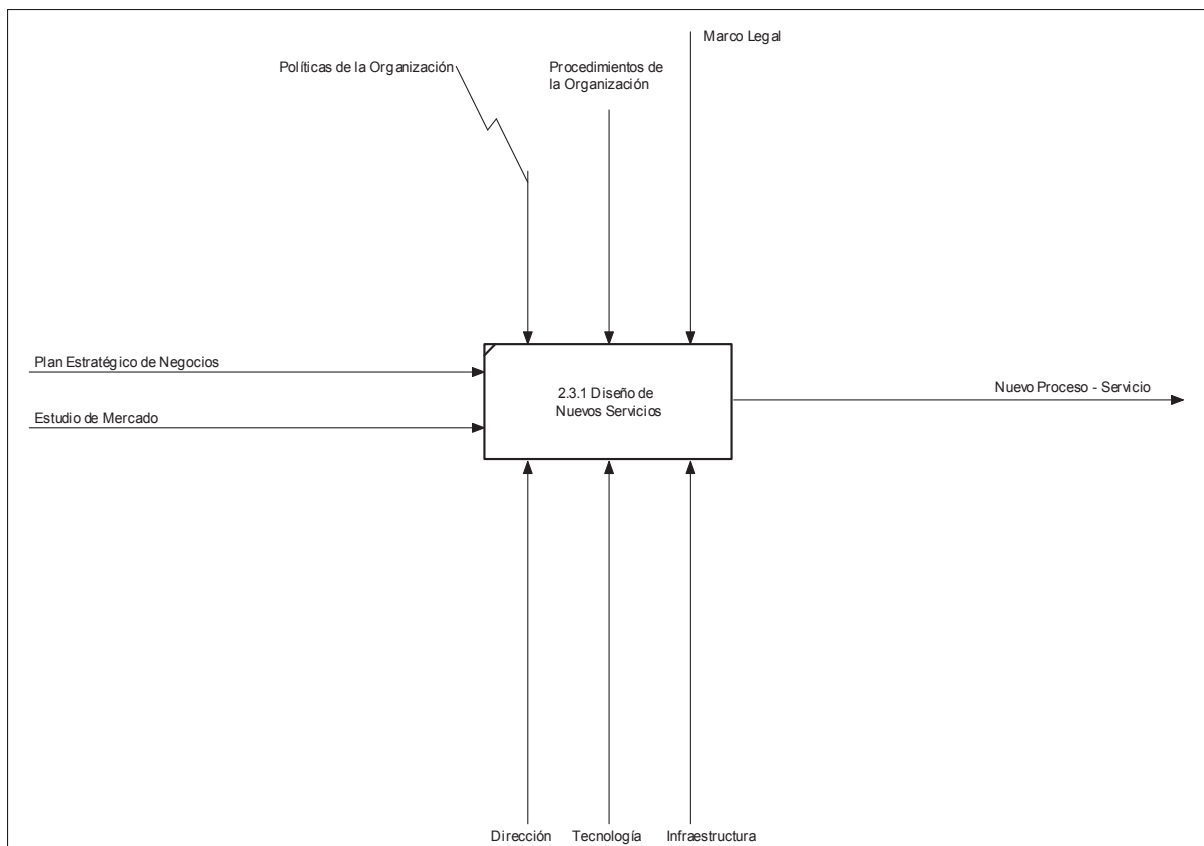 Marco Legal
Políticas de la Organización
Procedimientos de
la Organización
Plan Estratégico de Negocios
Estudio de Mercado
2.3.1 Diseño de
Nuevos Servicios
Nuevo Proceso - Servicio
Dirección
Tecnología
Infraestructura